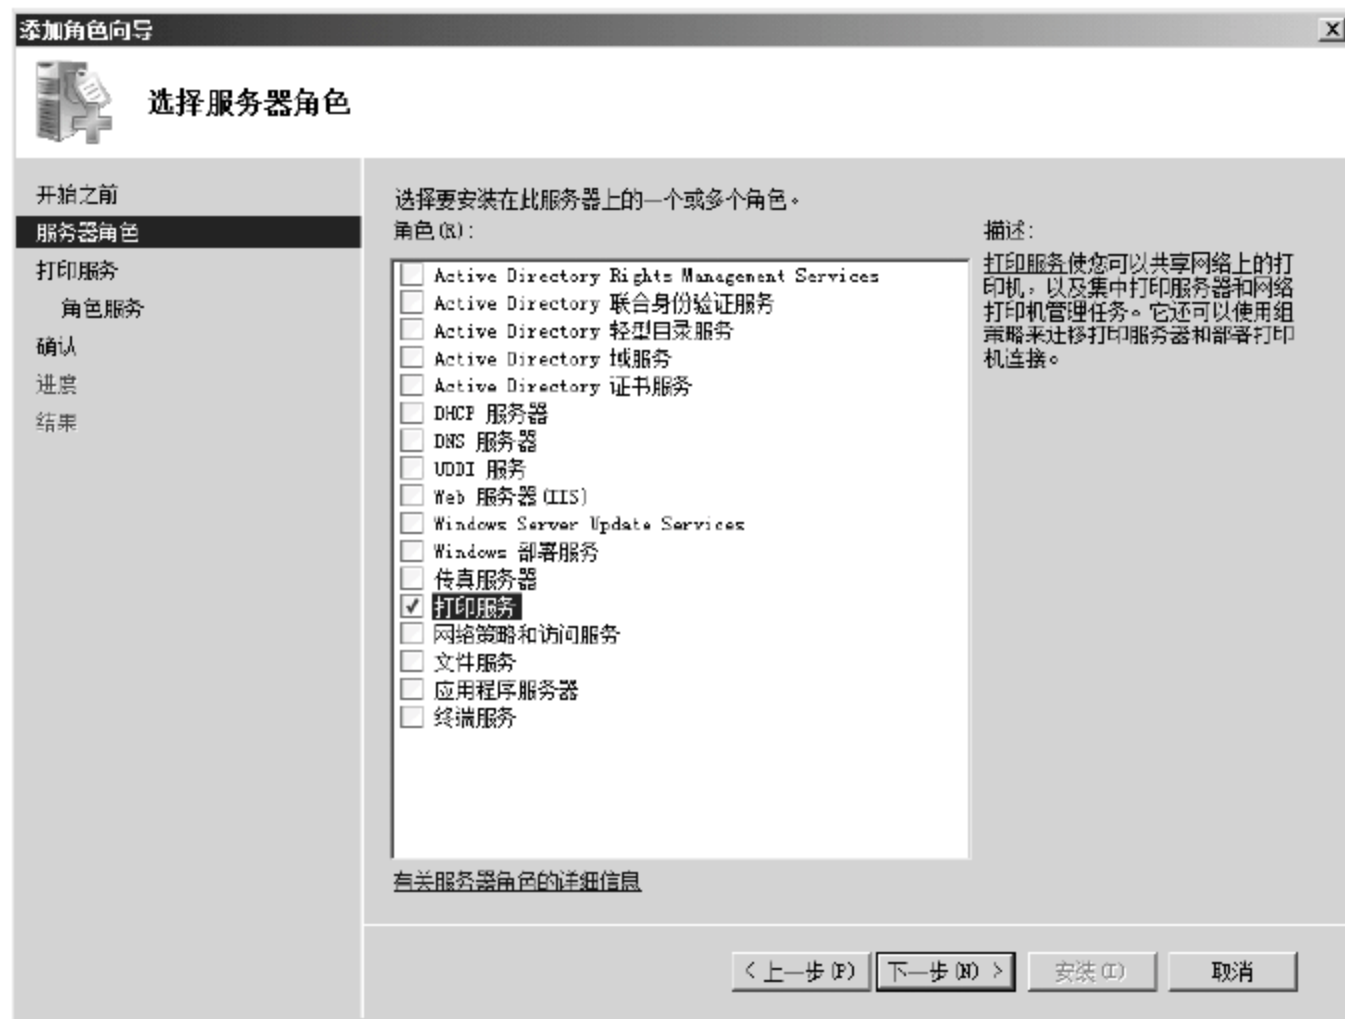 添加角色向导
选择服务器角色
开始之前
服务器角色
打印服务
角色服务
确认
进度
结果
选择要安装在此服务器上的一个或多个角色。
角色(R):
Active Directory Rights Management Services
Active Directory 联合身份验证服务
Active Directory 轻型目录服务
Active Directory 域服务
Active Directory 证书服务
DHCP 服务器
DNS 服务器
UDDI 服务
Web 服务器(IIS)
Windows Server Update Services
Windows 部署服务
传真服务器
打印服务
网络策略和访问服务
文件服务
应用程序服务器
终端服务
有关服务器角色的详细信息
描述:
打印服务使您可以共享网络上的打
印机,以及集中打印服务器和网络
打印机管理任务。它还可以使用组
策略来迁移打印服务器和部署打印
机连接。
< 上一步(P)
下一步(N) >
安装(I)
取消